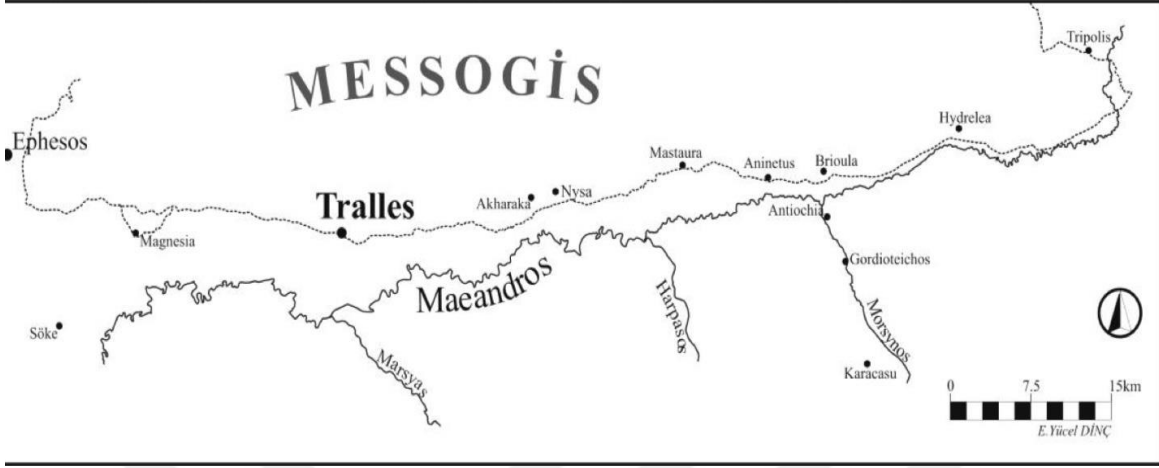 Tripolis
MESSOGİS
Hydrelea
Ephesos
Mastaura
Aninetus
Brioula
Tralles
Akharaka
Nysa
Antiochia
Magnesia
Gordioteichos
Maeandros
Harpasos
Morsynos
Söke
Marsyas
Karacasu
0 7.5 15km
E.Yücel DİNÇ